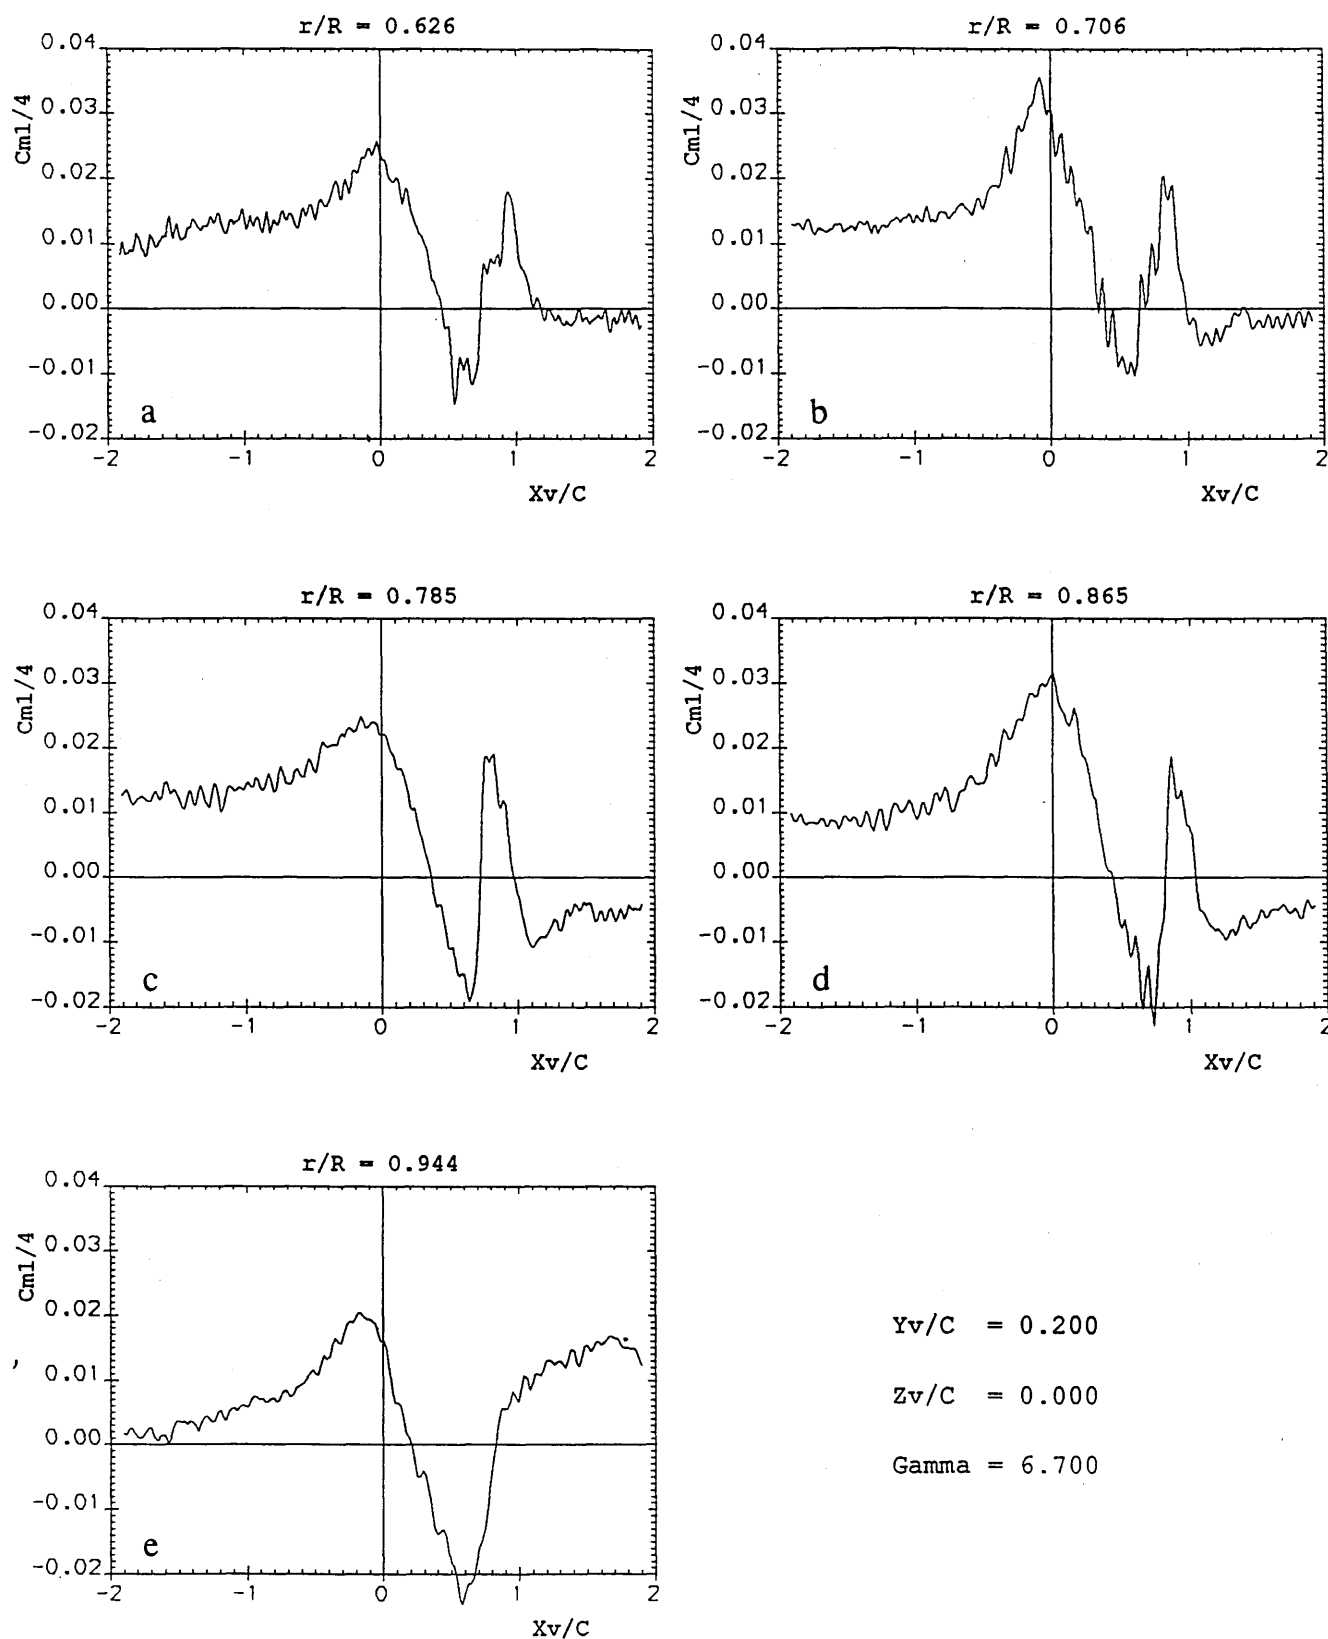 r/R = 0.626
0.04
0.03
0.02
0.01
0.00
-0.01
-0.02
Cm1/4
a
-2 -1 0 1 2
Xv/C
r/R = 0.706
0.04
0.03
0.02
0.01
0.00
-0.01
-0.02
Cm1/4
b
-2 -1 0 1 2
Xv/C
r/R = 0.785
0.04
0.03
0.02
0.01
0.00
-0.01
-0.02
Cm1/4
c
-2 -1 0 1 2
Xv/C
r/R = 0.865
0.04
0.03
0.02
0.01
0.00
-0.01
-0.02
Cm1/4
d
-2 -1 0 1 2
Xv/C
r/R = 0.944
0.04
0.03
0.02
0.01
0.00
-0.01
-0.02
Cm1/4
e
-2 -1 0 1 2
Xv/C
Yv/C = 0.200
Zv/C = 0.000
Gamma = 6.700